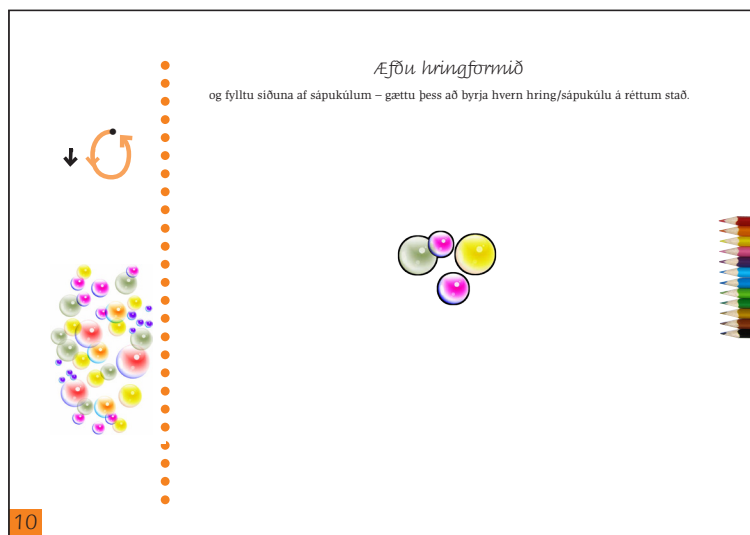 Æfðu hringformið
og fylltu síðuna af sápukúlum – gættu þess að byrja hvern hring/sápukúlu á réttum stað.
10